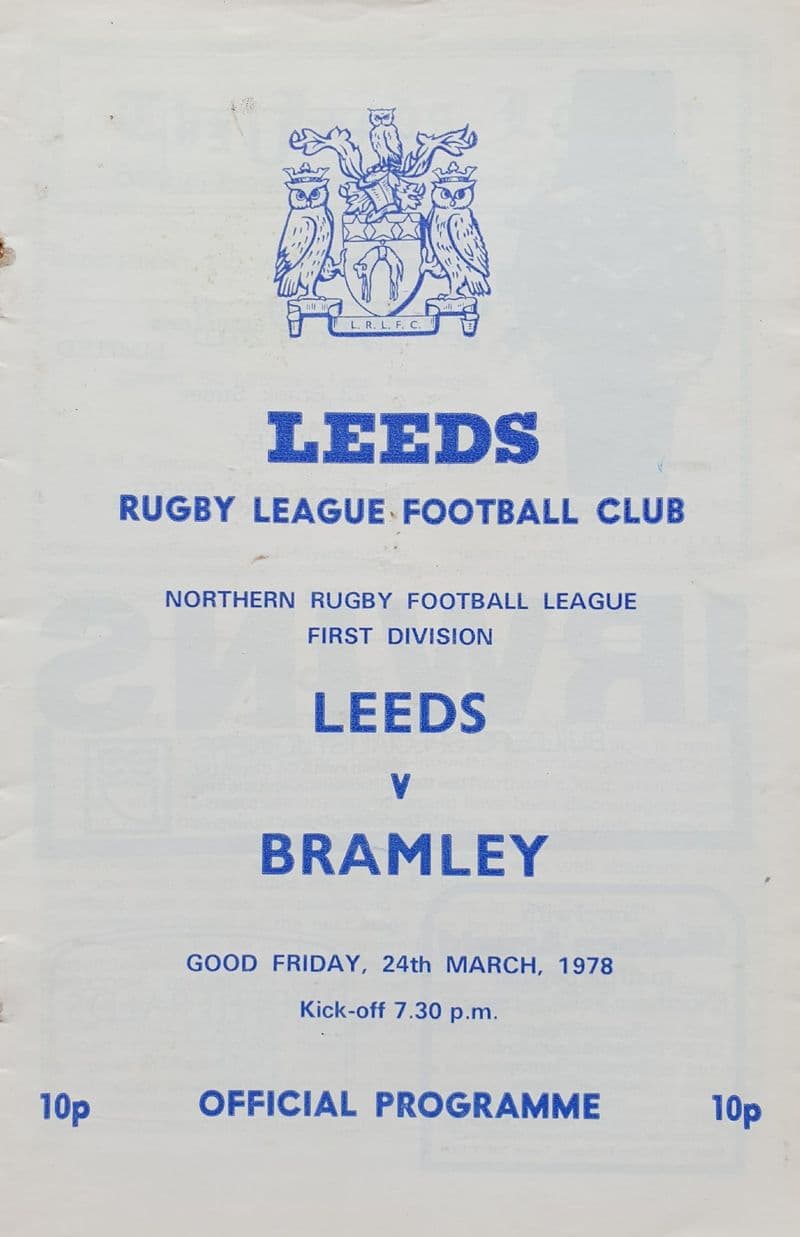 L. R. L. F. C.
LEEDS
RUGBY LEAGUE FOOTBALL CLUB
NORTHERN RUGBY FOOTBALL LEAGUE
FIRST DIVISION
LEEDS
v
BRAMLEY
GOOD FRIDAY, 24th MARCH, 1978
Kick-off 7.30 p.m.
10p OFFICIAL PROGRAMME 10p